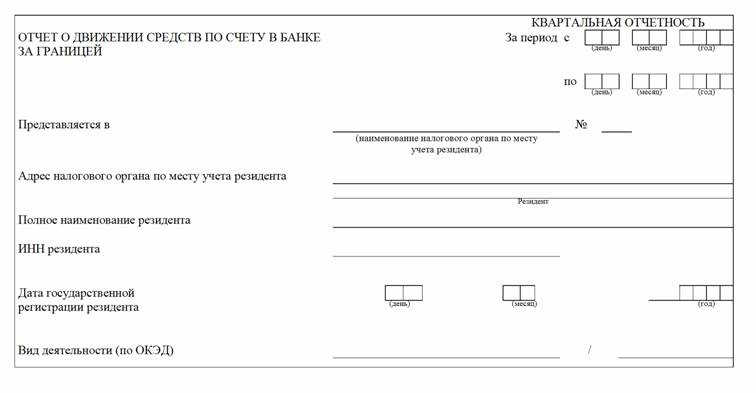 КВАРТАЛЬНАЯ ОТЧЕТНОСТЬ
ОТЧЕТ О ДВИЖЕНИИ СРЕДСТВ ПО СЧЕТУ В БАНКЕ
ЗА ГРАНИЦЕЙ
За период с
(день) (месяц) (год)
по
(день) (месяц) (год)
Представляется в №
(наименование налогового органа по месту
учета резидента)
Адрес налогового органа по месту учета резидента
Резидент
Полное наименование резидента
ИНН резидента
Дата государственной
регистрации резидента
(день) (месяц) (год)
Вид деятельности (по ОКЭД) /